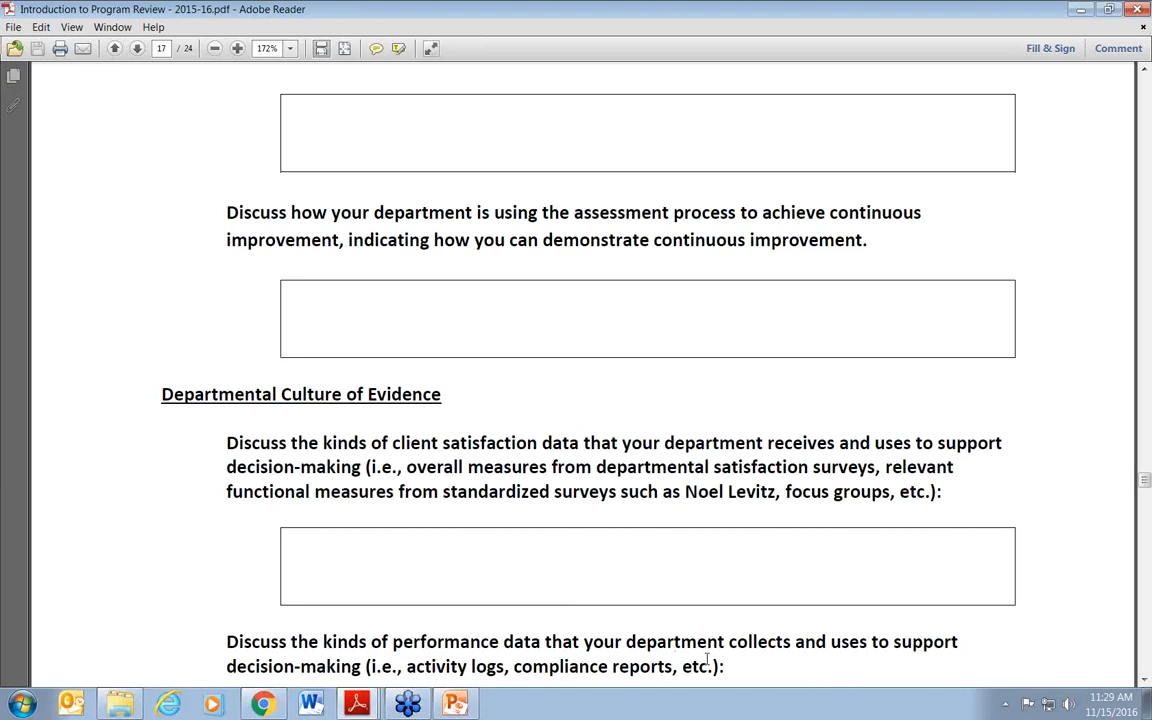 Introduction to Program Review - 2015-16.pdf - Adobe Reader
File Edit View Window Help
17 / 24 172% Fill & Sign Comment
Discuss how your department is using the assessment process to achieve continuous
improvement, indicating how you can demonstrate continuous improvement.
Departmental Culture of Evidence
Discuss the kinds of client satisfaction data that your department receives and uses to support
decision-making (i.e., overall measures from departmental satisfaction surveys, relevant
functional measures from standardized surveys such as Noel Levitz, focus groups, etc.):
Discuss the kinds of performance data that your department collects and uses to support
decision-making (i.e., activity logs, compliance reports, etc.):
11:29 AM
11/15/2016